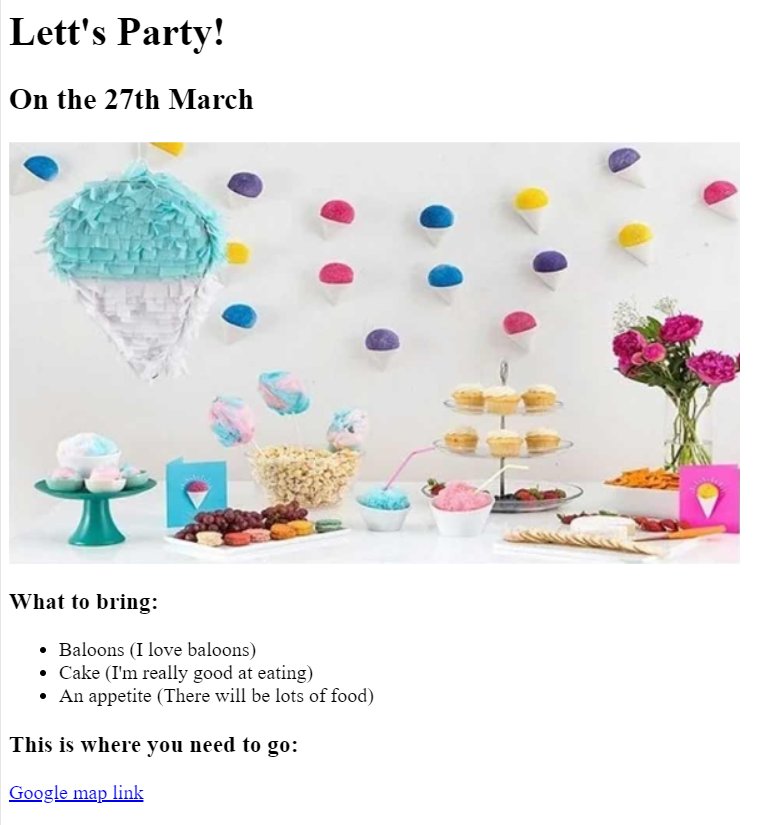 Lett's Party!
On the 27th March
What to bring:
Baloons (I love baloons)
Cake (I'm really good at eating)
An appetite (There will be lots of food)
This is where you need to go:
Google map link